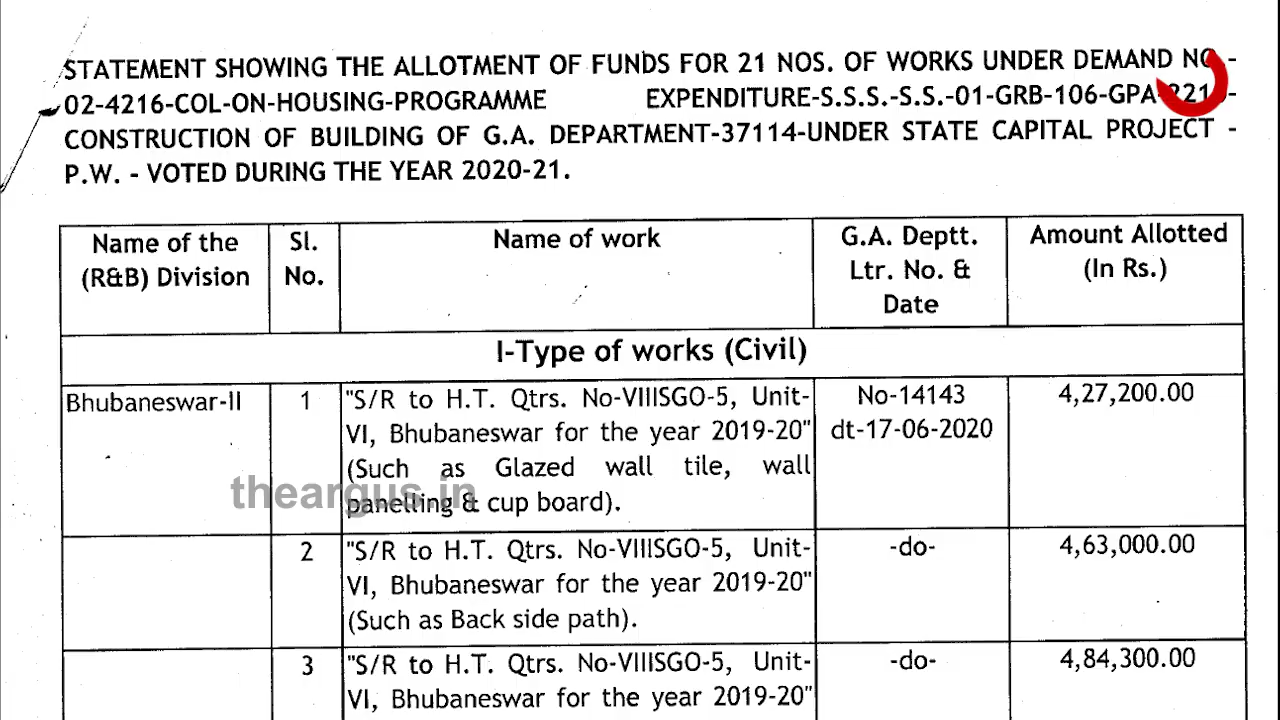 STATEMENT SHOWING THE ALLOTMENT OF FUNDS FOR 21 NOS. OF WORKS UNDER DEMAND NO -
02-4216-COL-ON-HOUSING-PROGRAMME EXPENDITURE-S.S.S.-S.S.-01-GRB-106-GPA-
CONSTRUCTION OF BUILDING OF G.A. DEPARTMENT-37114-UNDER STATE CAPITAL PROJECT -
P.W. - VOTED DURING THE YEAR 2020-21.
Name of the (R&B) Division Sl. No. Name of work G.A. Deptt. Ltr. No. & Date Amount Allotted (In Rs.)
I-Type of works (Civil)
Bhubaneswar-II 1 "S/R to H.T. Qtrs. No-VIIISGO-5, Unit- No-14143 4,27,200.00
VI, Bhubaneswar for the year 2019-20" dt-17-06-2020
(Such as Glazed wall tile, wall
panelling & cup board).
theargus.in
2 "S/R to H.T. Qtrs. No-VIIISGO-5, Unit- -do- 4,63,000.00
VI, Bhubaneswar for the year 2019-20"
(Such as Back side path).
3 "S/R to H.T. Qtrs. No-VIIISGO-5, Unit- -do- 4,84,300.00
VI, Bhubaneswar for the year 2019-20"